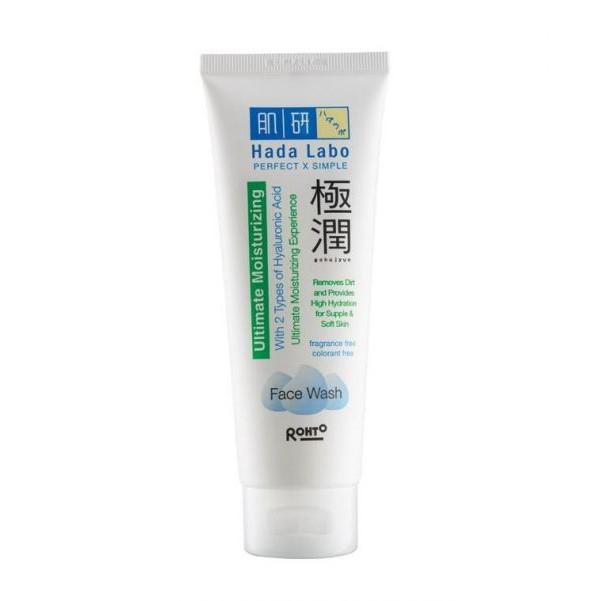 肌研
ハダラボ
Hada Labo
PERFECT X SIMPLE
極潤
gokujyun
Ultimate Moisturizing
With 2 Types of Hyaluronic Acid
Ultimate Moisturizing Experience
Removes Dirt
and Provides
High Hydration
for Supple &
Soft Skin
fragrance free
colorant free
Face Wash
ROHTO